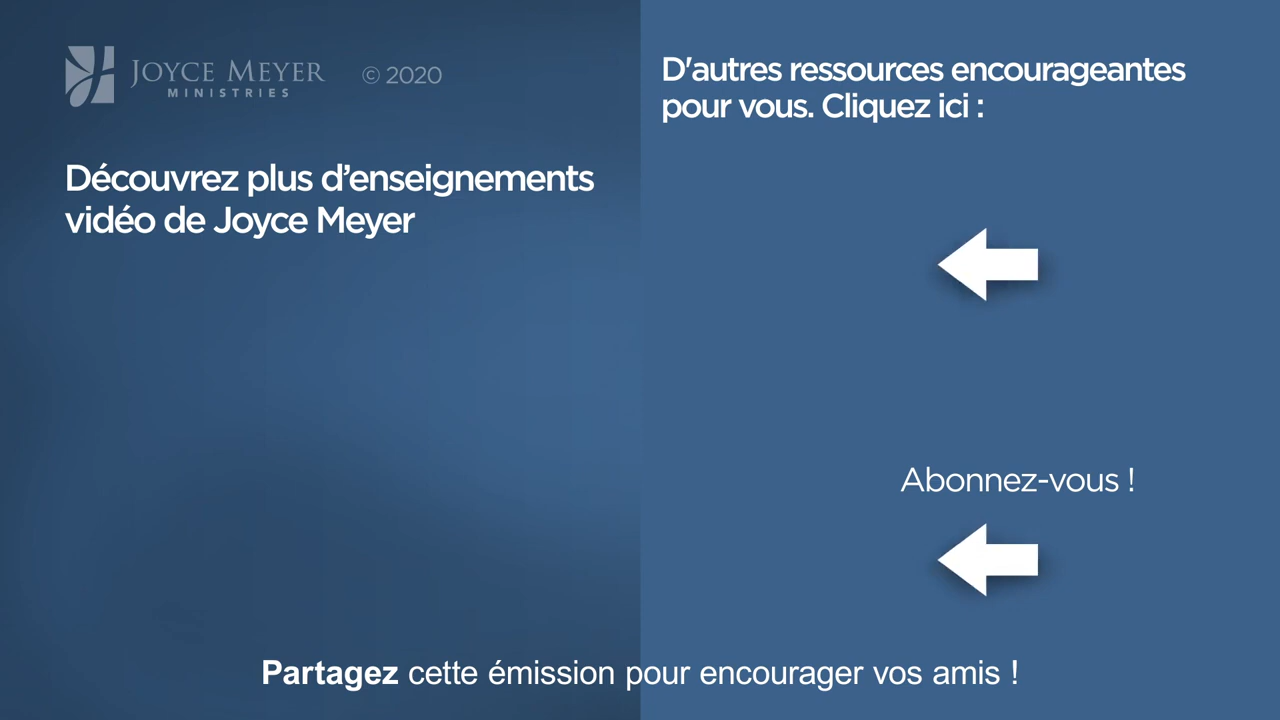 JOYCE MEYER © 2020
MINISTRIES
Découvrez plus d’enseignements
vidéo de Joyce Meyer
D'autres ressources encourageantes
pour vous. Cliquez ici :
Abonnez-vous !
Partagez cette émission pour encourager vos amis !